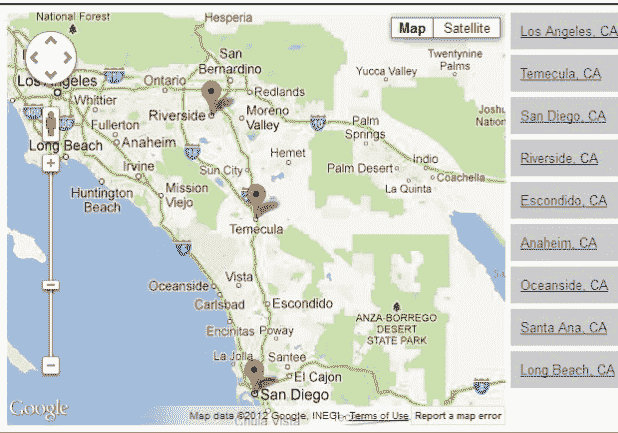 National Forest
Hesperia
Map
Satellite
San
Bernardino
Twentynine
Palms
Yucca Valley
Los Angeles
Ontario
Redlands
Whittier
Riverside
Moreno
Valley
Fullerton
Anaheim
Palm
Springs
Long Beach
Irvine
Hemet
Sun City
Indio
Palm Desert
Coachella
La Quinta
Huntington
Beach
Mission
Viejo
Temecula
Vista
Oceanside
Carlsbad
Escondido
Encinitas
Poway
ANZA-BORREGO
DESERT
STATE PARK
La Jolla
Santee
El Cajon
San Diego
Chula Vista
Google
Map data ©2012 Google, INEGI - Terms of Use
Report a map error
Los Angeles, CA
Temecula, CA
San Diego, CA
Riverside, CA
Escondido, CA
Anaheim, CA
Oceanside, CA
Santa Ana, CA
Long Beach, CA